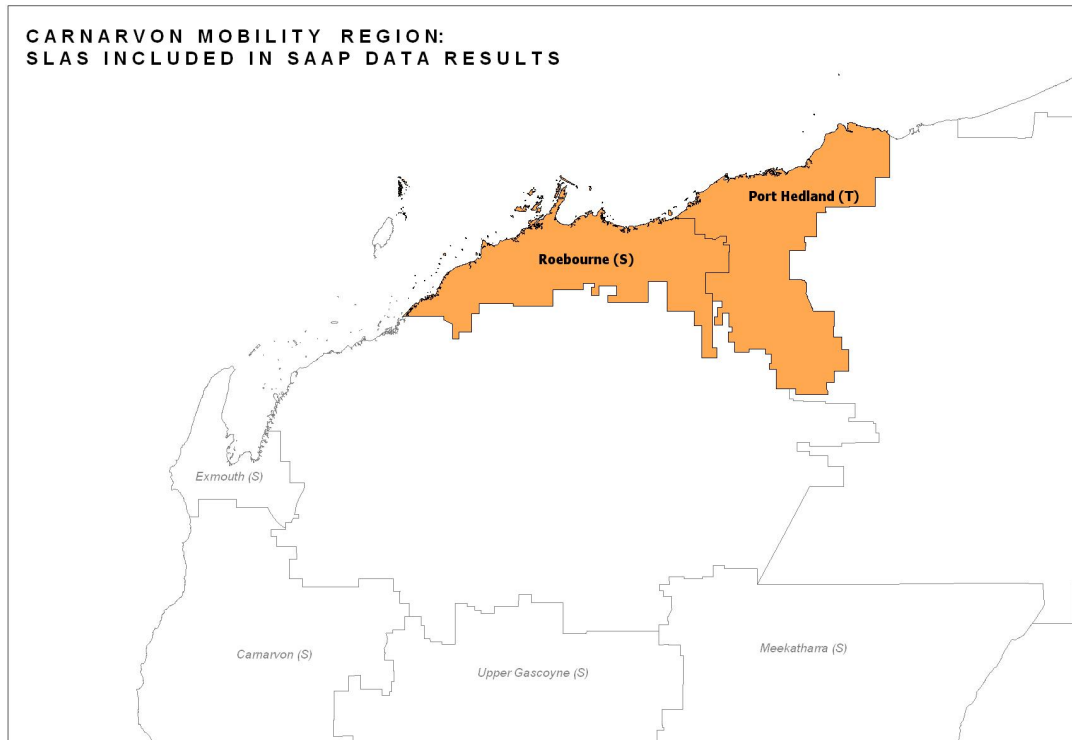 CARNARVON MOBILITY REGION:
SLAS INCLUDED IN SAAP DATA RESULTS
Port Hedland (T)
Roebourne (S)
Exmouth (S)
Carnarvon (S)
Upper Gascoyne (S)
Meekatharra (S)